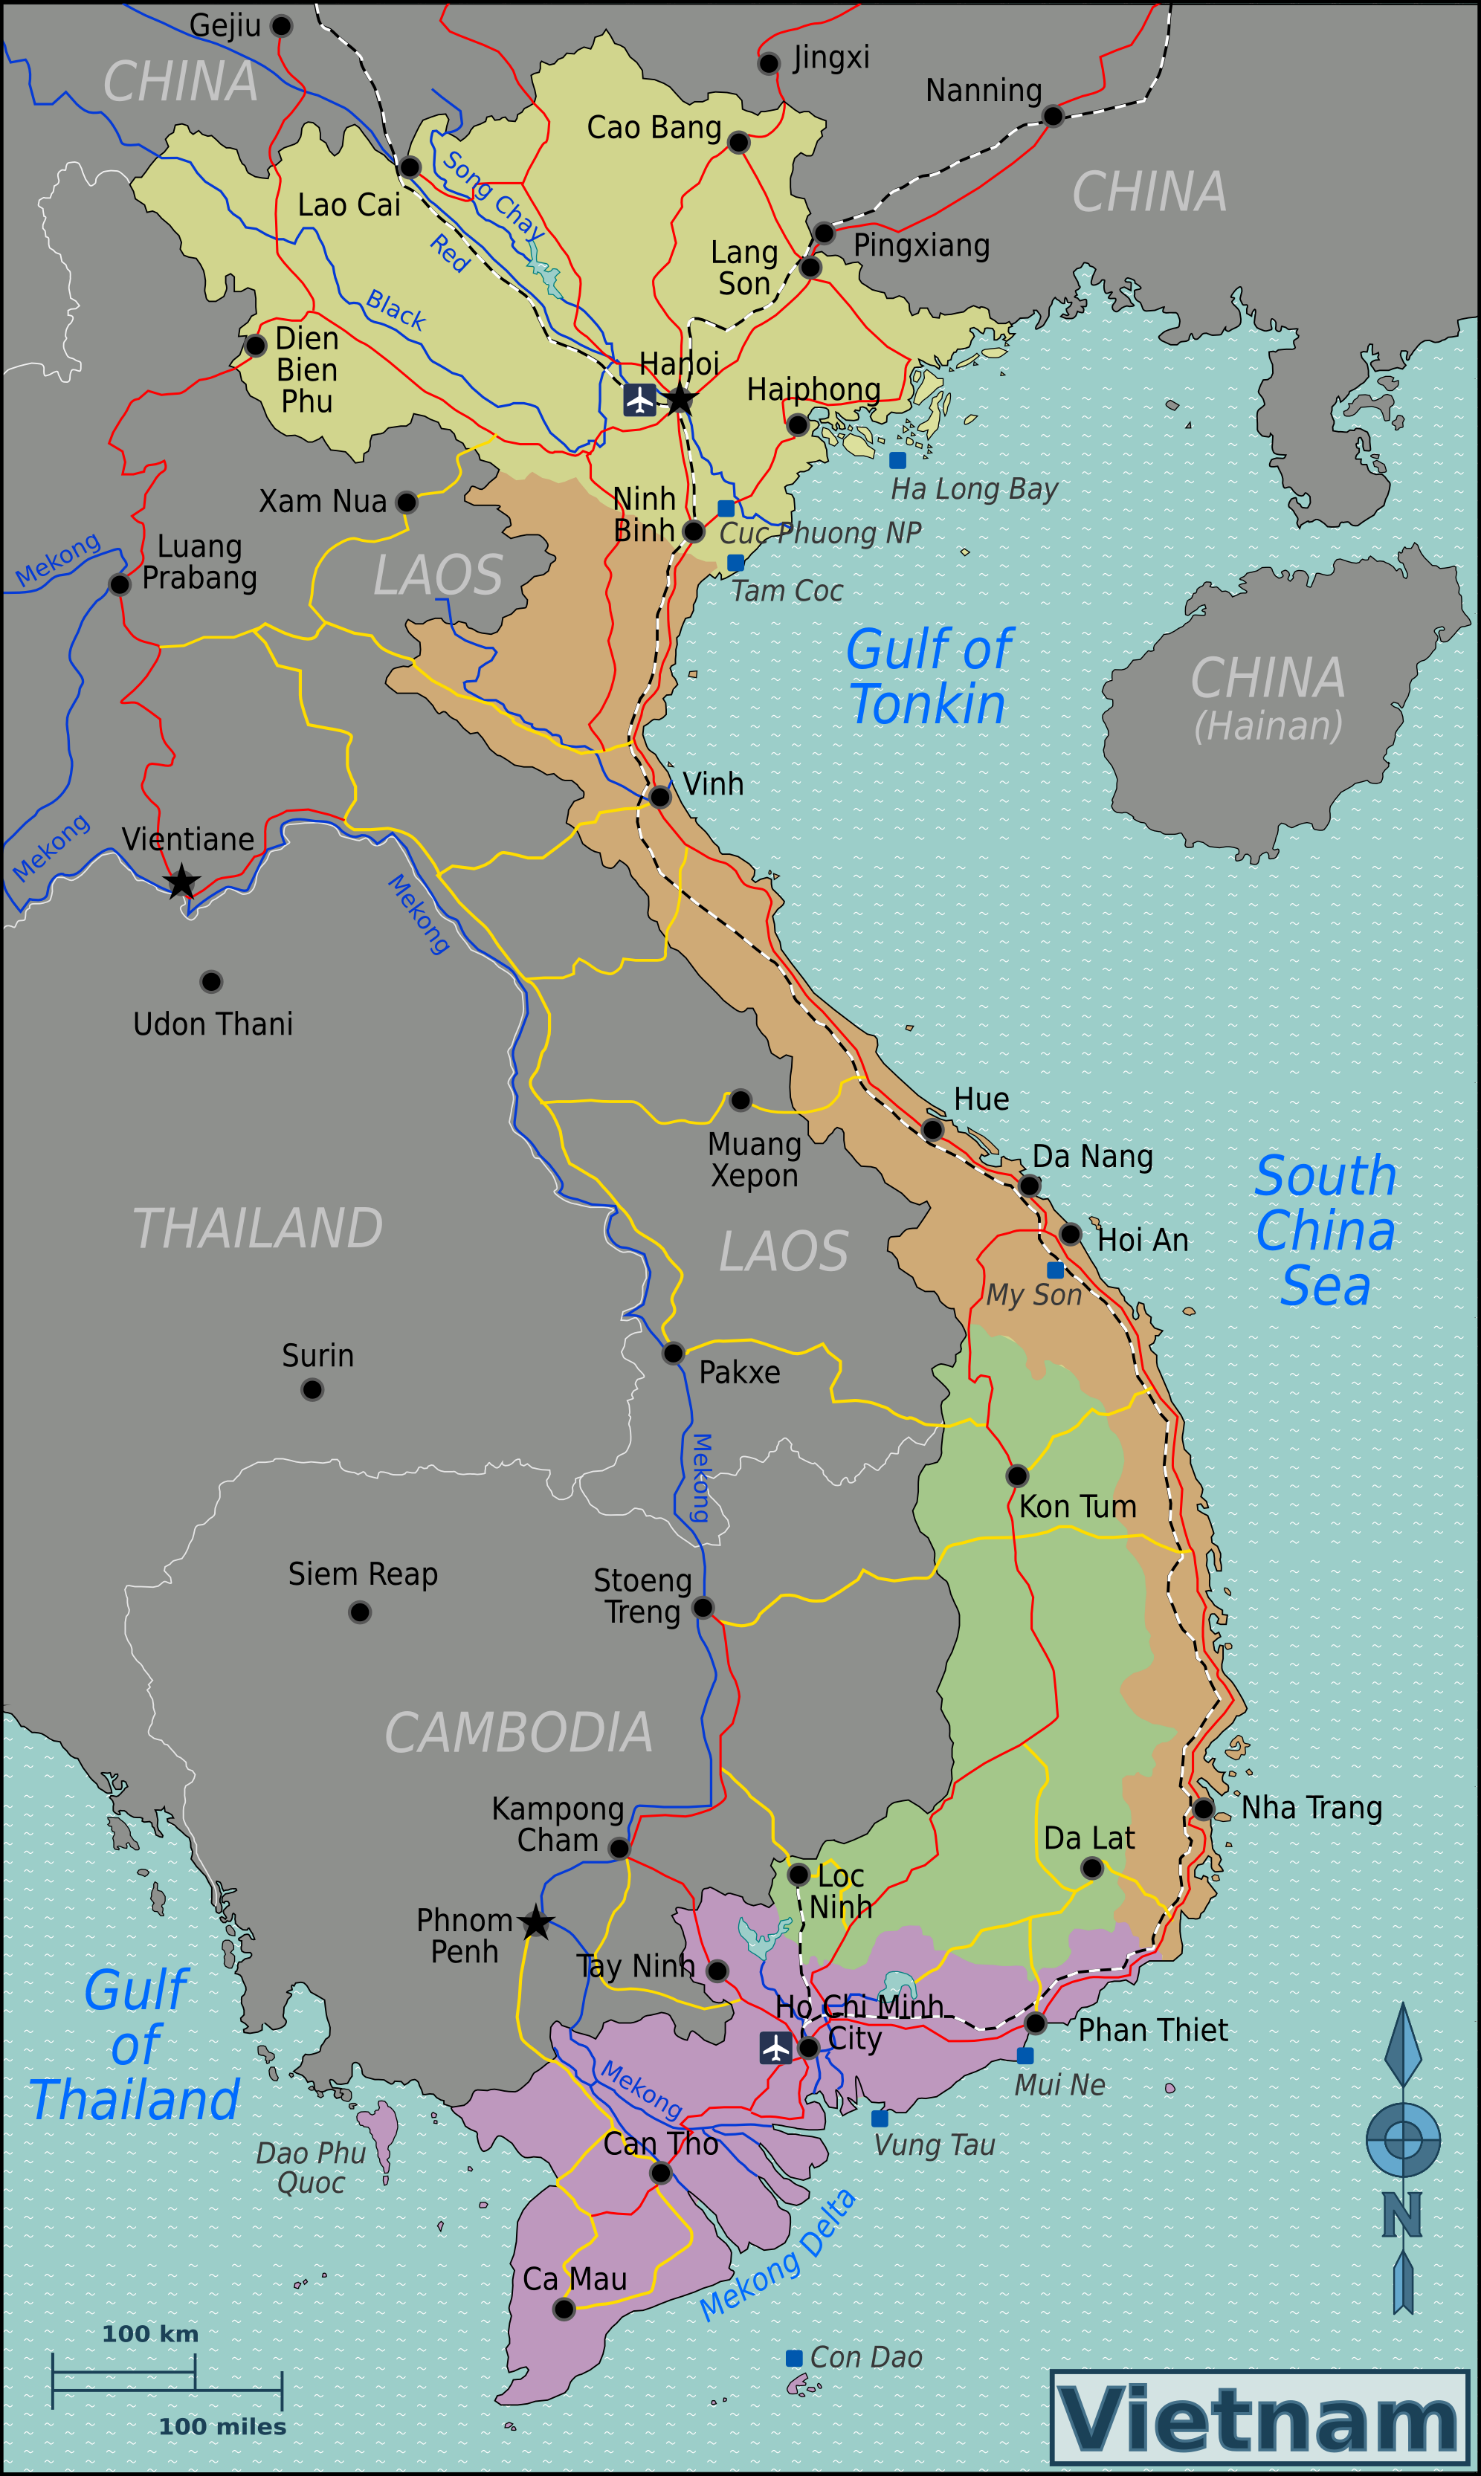 Gejiu
CHINA
Jingxi
Nanning
Cao Bang
Song Chay
CHINA
Lao Cai
Red
Pingxiang
Lang
Son
Black
Dien
Bien
Phu
Hanoi
Haiphong
Ha Long Bay
Xam Nua
Ninh
Binh
Cuc Phuong NP
Mekong
Luang
Prabang
LAOS
Tam Coc
Gulf of
Tonkin
CHINA
(Hainan)
Vinh
Mekong
Vientiane
Mekong
Udon Thani
Hue
Muang
Xepon
Da Nang
South
China
Sea
THAILAND
LAOS
Hoi An
My Son
Surin
Pakxe
Mekong
Kon Tum
Siem Reap
Stoeng
Treng
CAMBODIA
Kampong
Cham
Nha Trang
Da Lat
Loc
Ninh
Phnom
Penh
Tay Ninh
Gulf
of
Thailand
Ho Chi Minh
City
Phan Thiet
Mui Ne
Mekong
Vung Tau
Can Tho
Dao Phu
Quoc
Mekong Delta
N
Ca Mau
100 km
100 miles
Con Dao
Vietnam